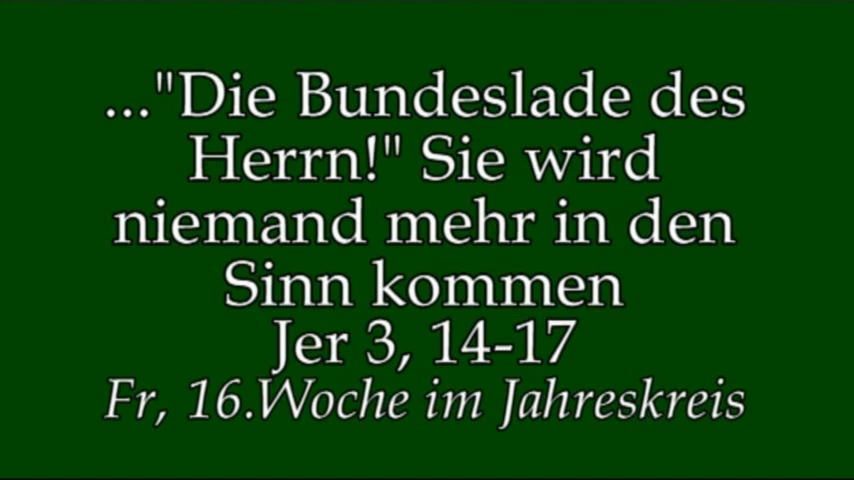 ..."Die Bundeslade des
Herrn!" Sie wird
niemand mehr in den
Sinn kommen
Jer 3, 14-17
Fr, 16.Woche im Jahreskreis